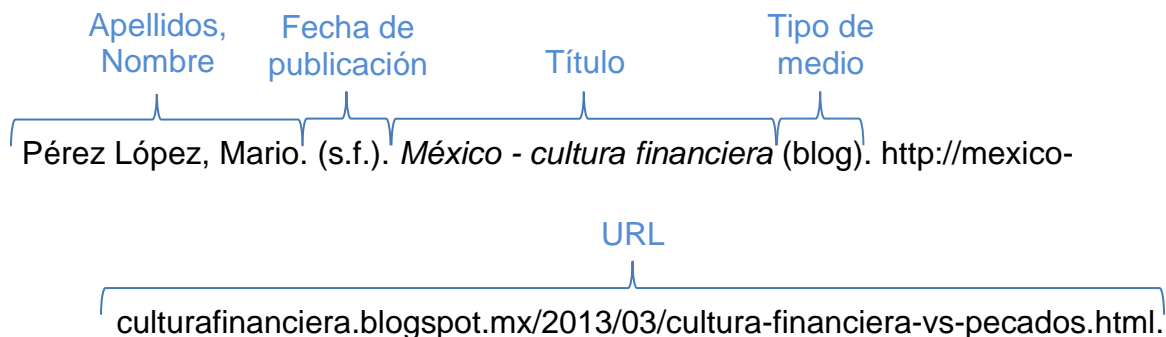 Apellidos, Nombre
Fecha de publicación
Título
Tipo de medio
Pérez López, Mario. (s.f.). México - cultura financiera (blog). http://mexico-
URL
culturafinanciera.blogspot.mx/2013/03/cultura-financiera-vs-pecados.html.